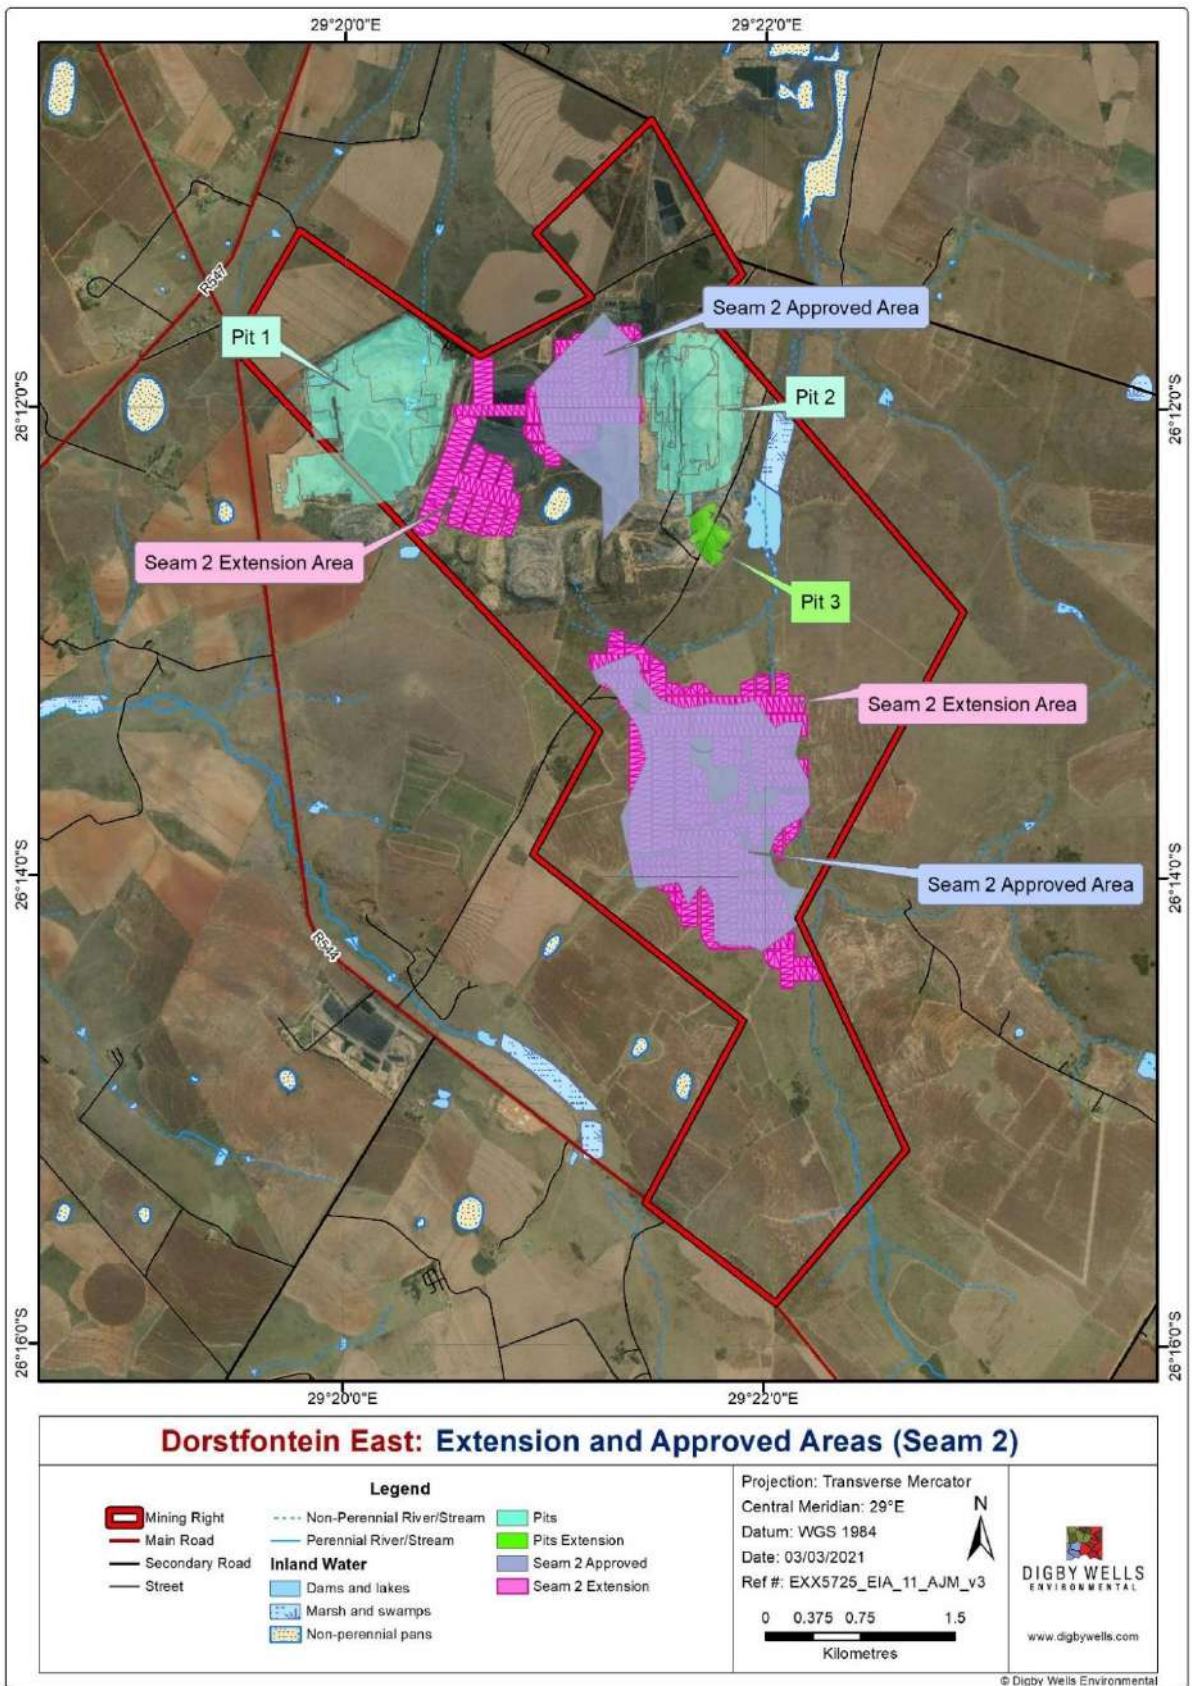 29°20'0"E
29°22'0"E
R547
Seam 2 Approved Area
Pit 1
26°12'0"S
26°12'0"S
Pit 2
Seam 2 Extension Area
Pit 3
Seam 2 Extension Area
26°14'0"S
26°14'0"S
Seam 2 Approved Area
R544
26°16'0"S
26°16'0"S
29°20'0"E
29°22'0"E
Dorstfontein East: Extension and Approved Areas (Seam 2)
Legend
Mining Right
Main Road
Secondary Road
Street
Non-Perennial River/Stream
Perennial River/Stream
Inland Water
Dams and lakes
Marsh and swamps
Non-perennial pans
Pits
Pits Extension
Seam 2 Approved
Seam 2 Extension
Projection: Transverse Mercator
Central Meridian: 29°E
Datum: WGS 1984
Date: 03/03/2021
Ref #: EXX5725_EIA_11_AJM_v3
N
0 0.375 0.75 1.5
Kilometres
DIGBY WELLS
ENVIRONMENTAL
www.digbywells.com
© Digby Wells Environmental